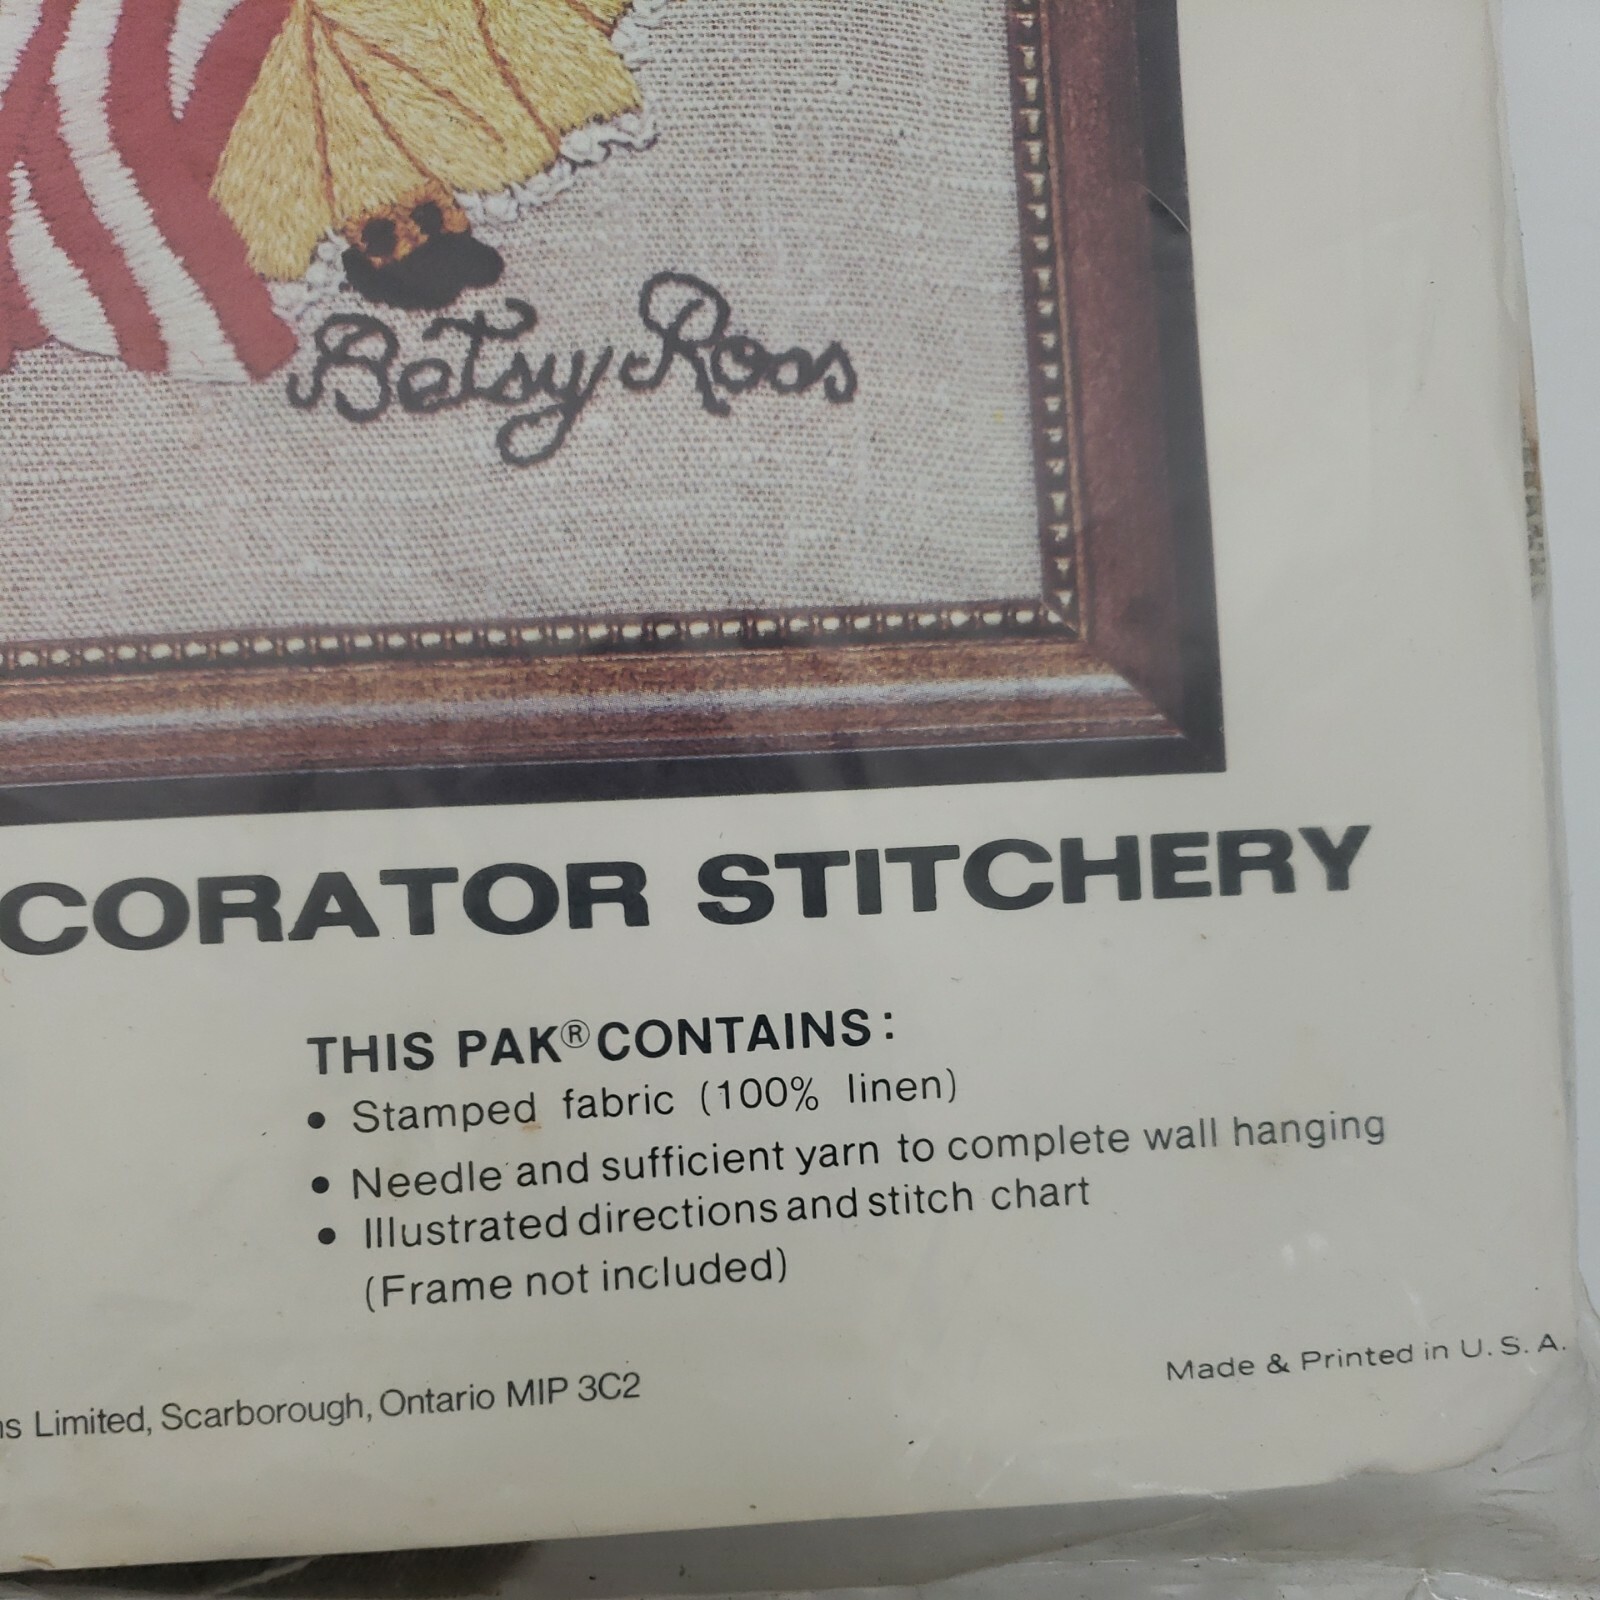 Betsy Ross
CORATOR STITCHERY
THIS PAK® CONTAINS:
• Stamped fabric (100% linen)
• Needle and sufficient yarn to complete wall hanging
• Illustrated directions and stitch chart
(Frame not included)
Made & Printed in U.S.A.
ns Limited, Scarborough, Ontario MIP 3C2